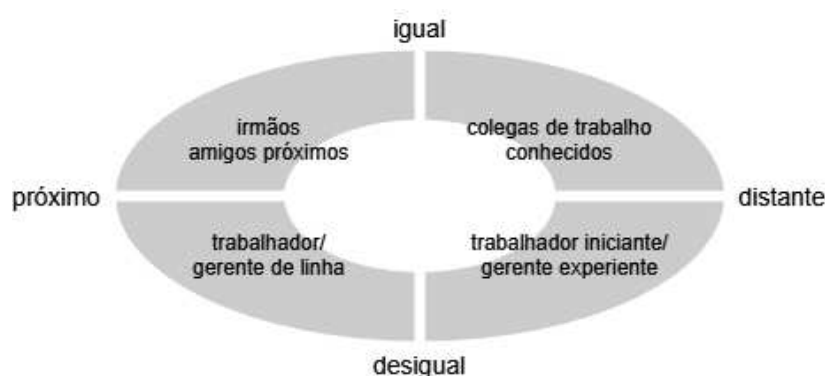 igual
irmãos
amigos próximos
colegas de trabalho
conhecidos
próximo
distante
trabalhador/
gerente de linha
trabalhador iniciante/
gerente experiente
desigual